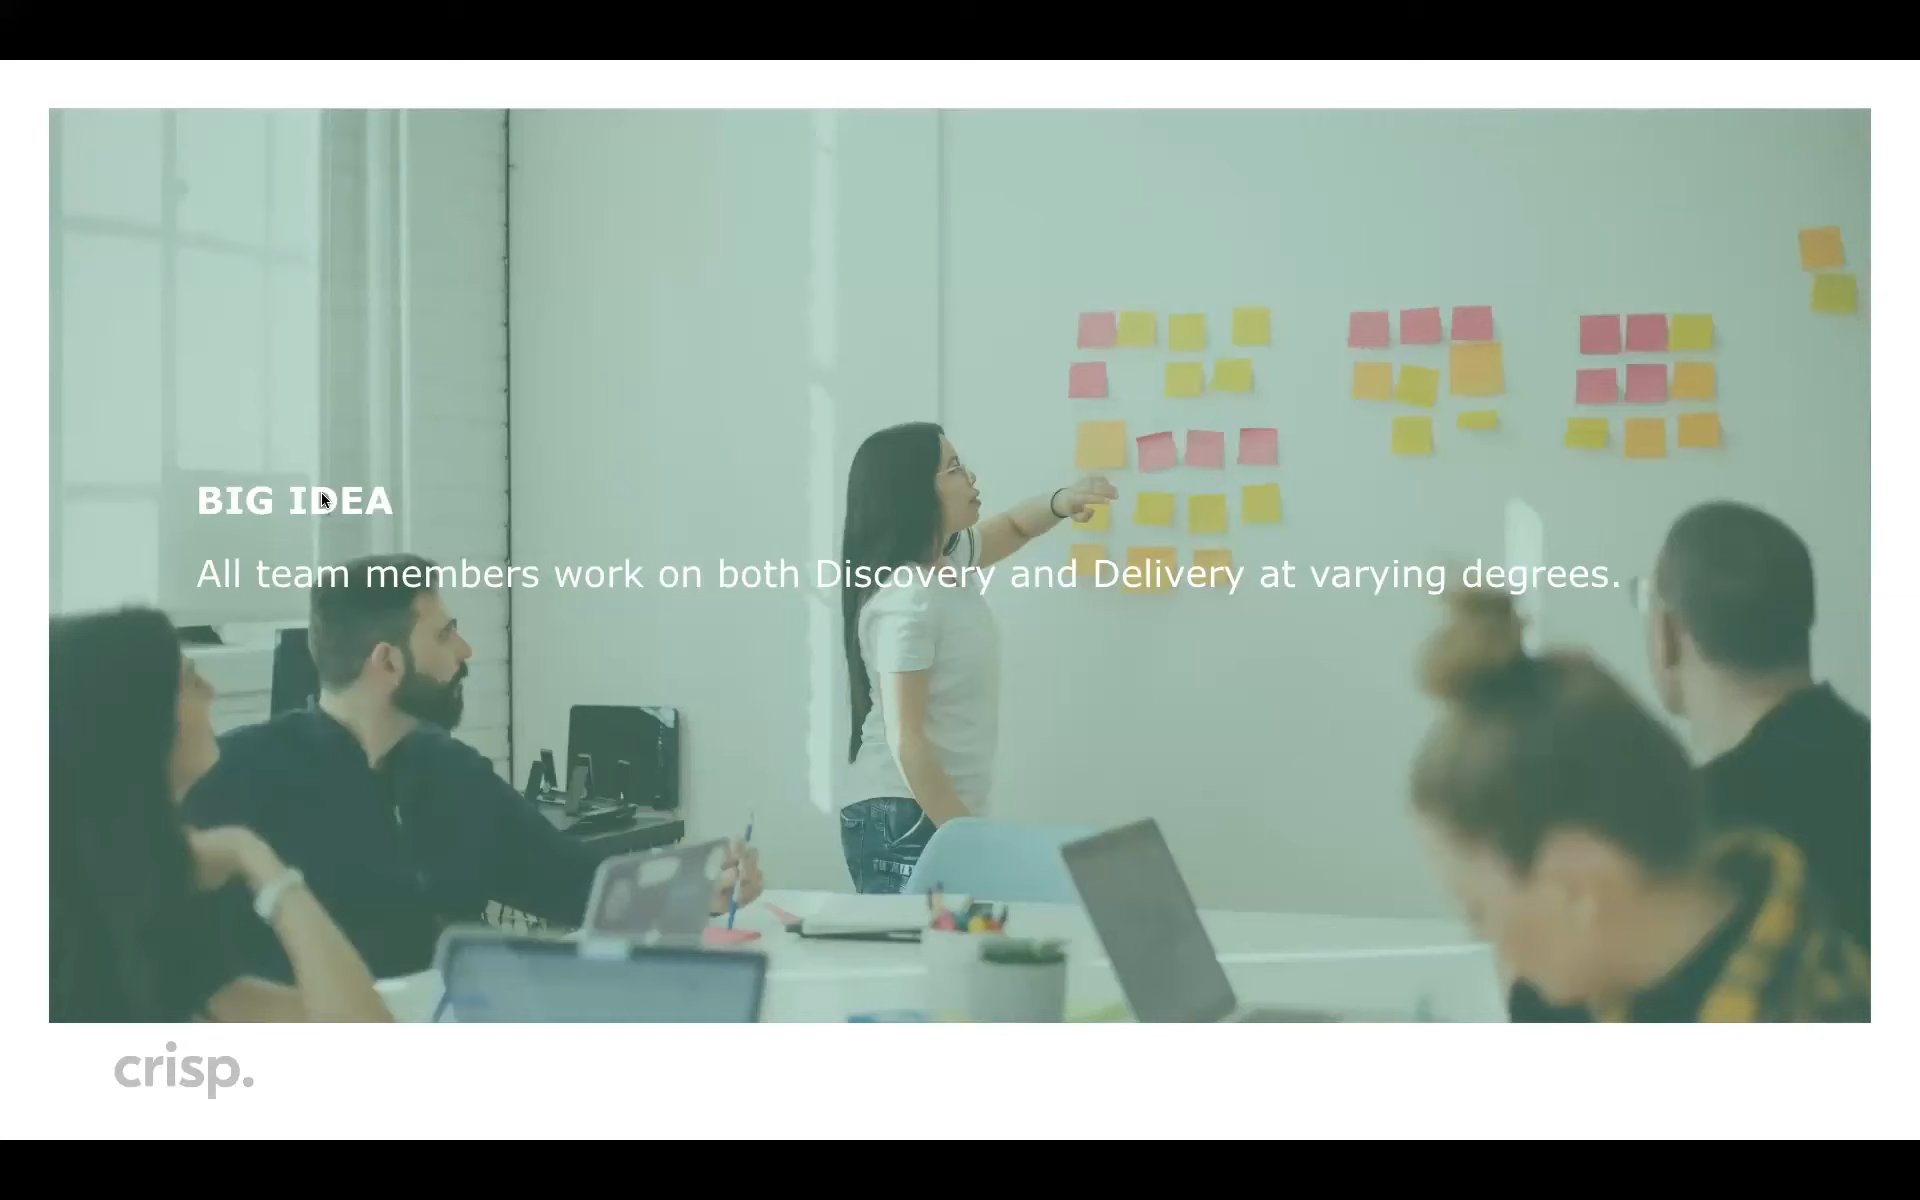 BIG IDEA
All team members work on both Discovery and Delivery at varying degrees.
crisp.